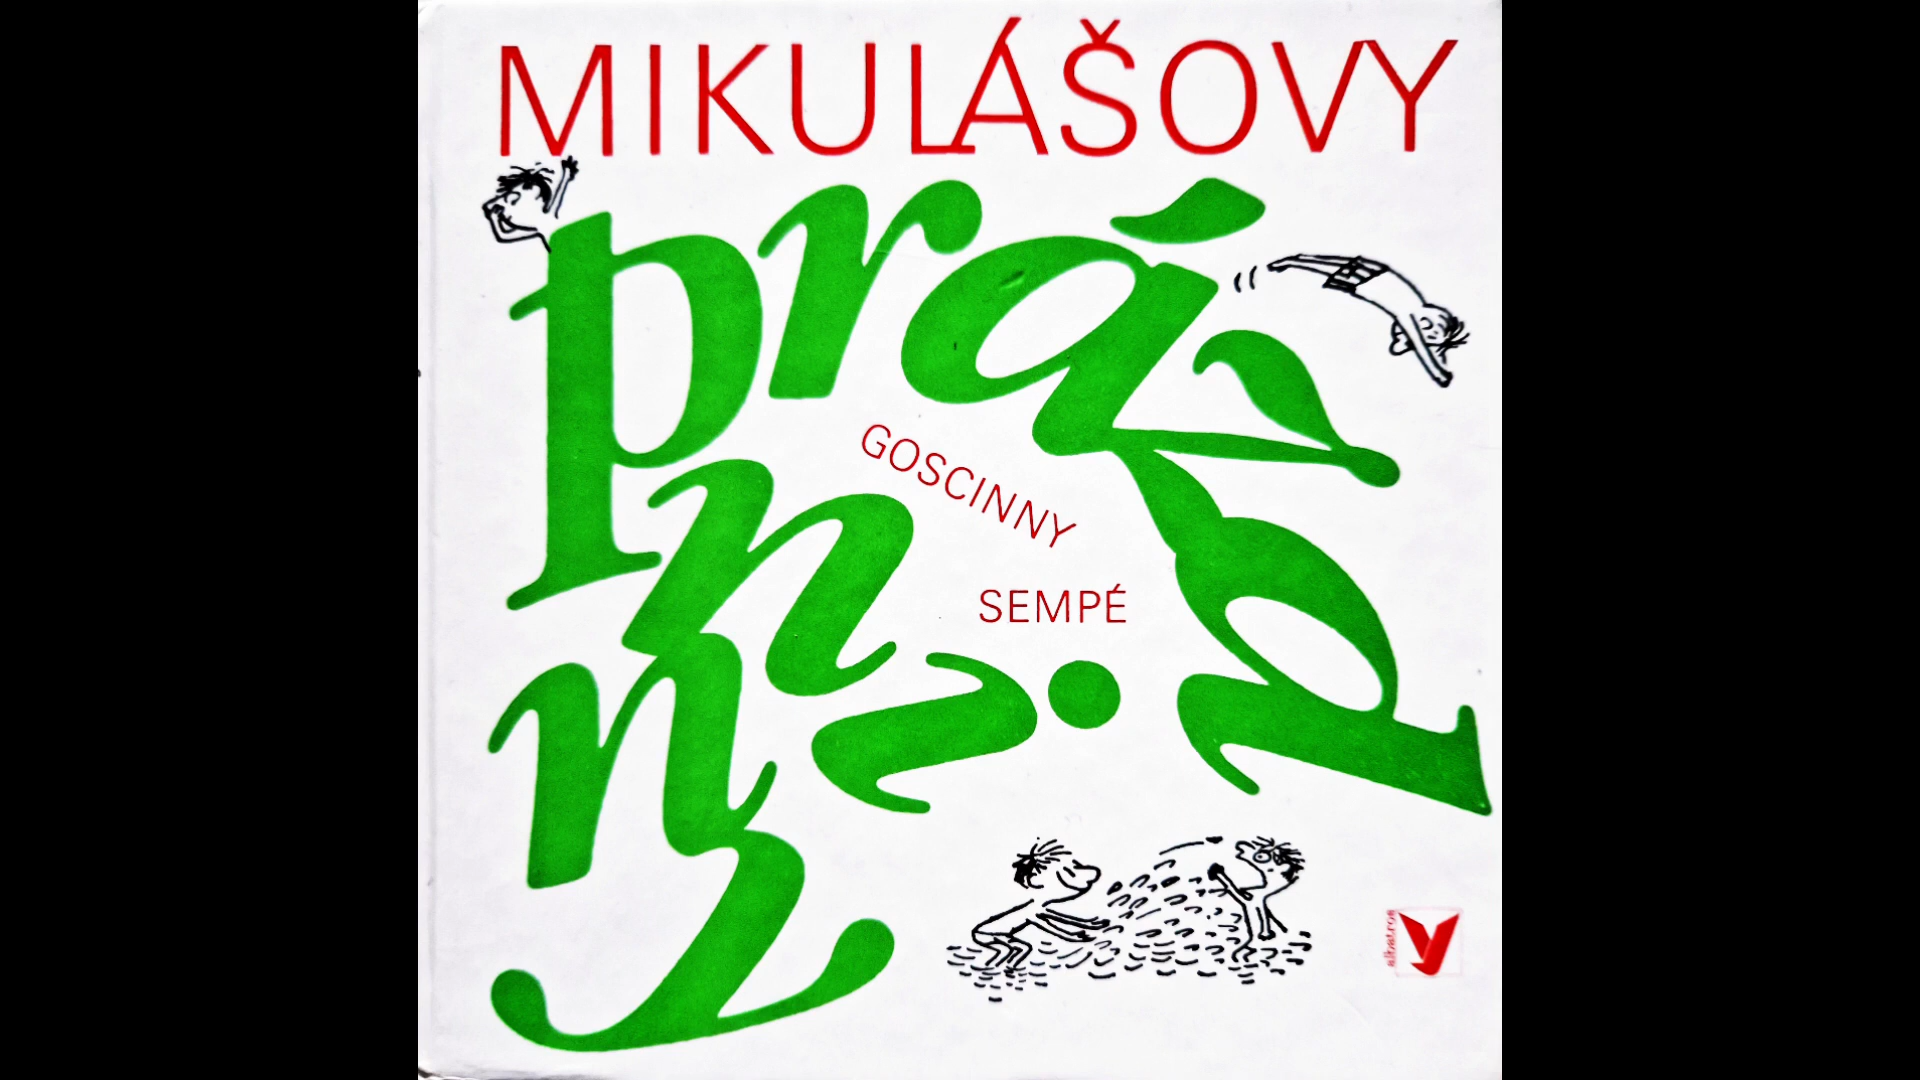 MIKULÁŠOVY
prázdniny
GOSCINNY
SEMPÉ
albatros